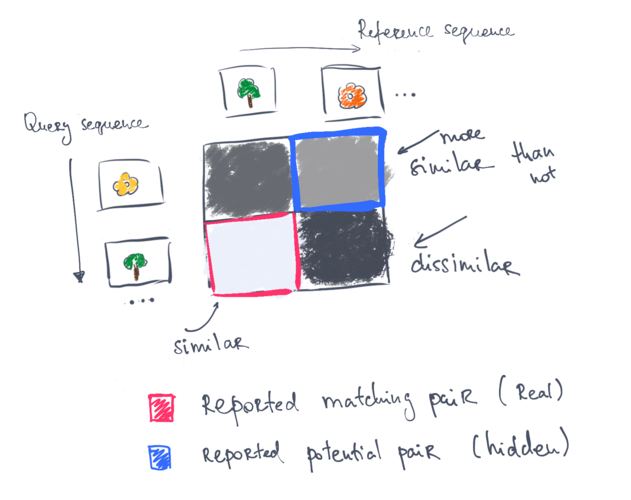 Reference sequence
...
Query sequence
more
similar than
not
dissimilar
...
similar
Reported matching pair (Real)
Reported potential pair (hidden)